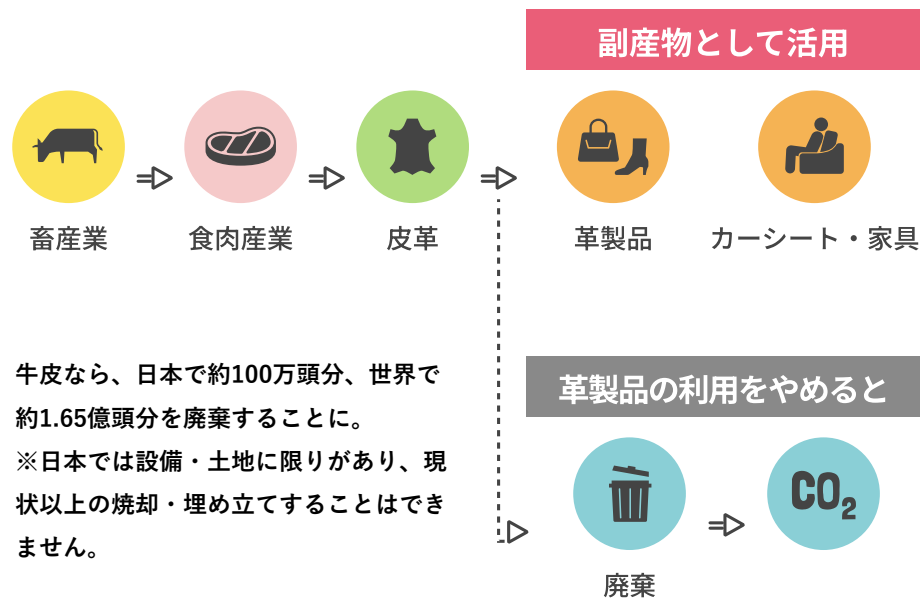 副産物として活用
畜産業
食肉産業
皮革
革製品
カーシート・家具
牛皮なら、日本で約100万頭分、世界で
約1.65億頭分を廃棄することに。
※日本では設備・土地に限りがあり、現
状以上の焼却・埋め立てすることはでき
ません。
革製品の利用をやめると
CO2
廃棄